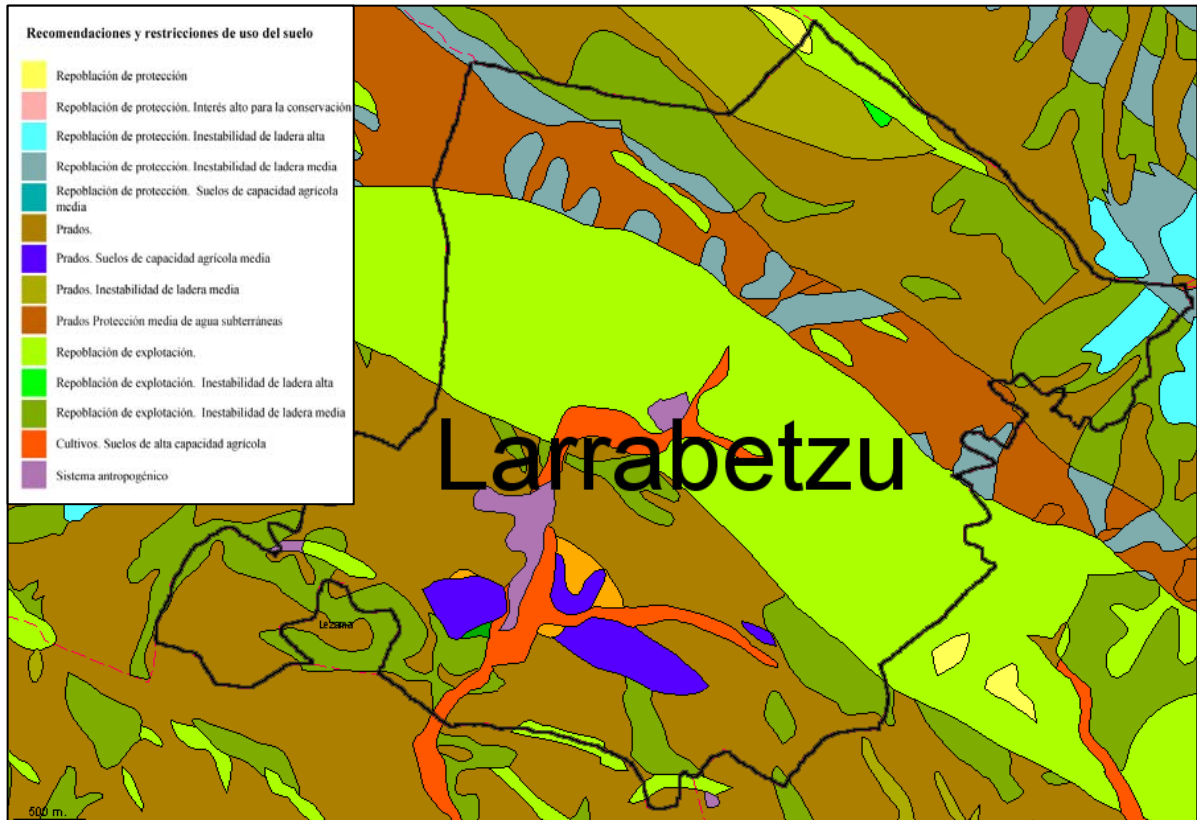 Recomendaciones y restricciones de uso del suelo
Repoblación de protección
Repoblación de protección. Interés alto para la conservación
Repoblación de protección. Inestabilidad de ladera alta
Repoblación de protección. Inestabilidad de ladera media
Repoblación de protección. Suelos de capacidad agrícola
media
Prados.
Prados. Suelos de capacidad agrícola media
Prados. Inestabilidad de ladera media
Prados Protección media de agua subterráneas
Repoblación de explotación.
Repoblación de explotación. Inestabilidad de ladera alta
Repoblación de explotación. Inestabilidad de ladera media
Cultivos. Suelos de alta capacidad agrícola
Sistema antropogénico
Larrabetzu
Lezama
500 m.